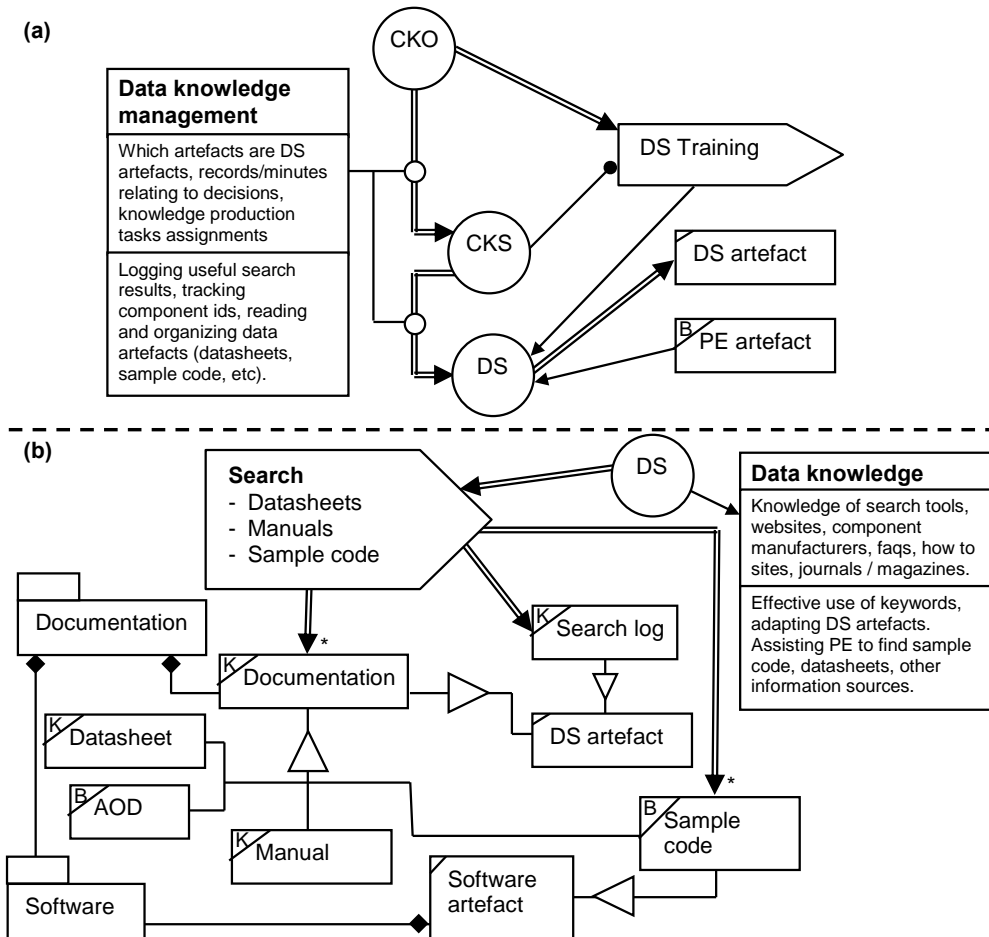 (a)
CKO
Data knowledge
management
Which artefacts are DS
artefacts, records/minutes
relating to decisions,
knowledge production
tasks assignments
Logging useful search
results, tracking
component ids, reading
and organizing data
artefacts (datasheets,
sample code, etc).
DS Training
CKS
DS artefact
B
PE artefact
DS
(b)
Search
- Datasheets
- Manuals
- Sample code
DS
Data knowledge
Knowledge of search tools,
websites, component
manufacturers, faqs, how to
sites, journals / magazines.
Effective use of keywords,
adapting DS artefacts.
Assisting PE to find sample
code, datasheets, other
information sources.
Documentation
*
K
Documentation
K
Search log
K
Datasheet
DS artefact
B
AOD
*
B
Sample
code
K
Manual
Software
Software
artefact